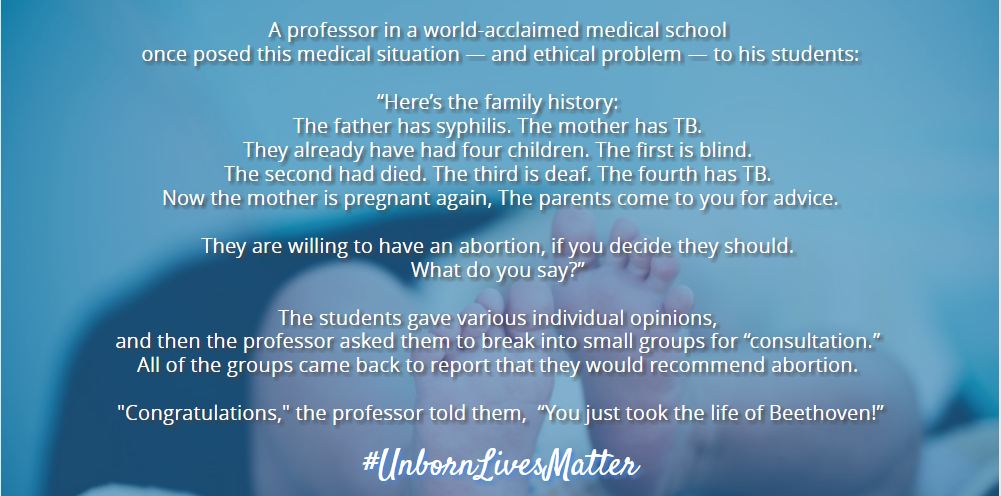 A professor in a world-acclaimed medical school
once posed this medical situation — and ethical problem — to his students:
“Here’s the family history:
The father has syphilis. The mother has TB.
They already have had four children. The first is blind.
The second had died. The third is deaf. The fourth has TB.
Now the mother is pregnant again, The parents come to you for advice.
They are willing to have an abortion, if you decide they should.
What do you say?”
The students gave various individual opinions,
and then the professor asked them to break into small groups for “consultation.”
All of the groups came back to report that they would recommend abortion.
"Congratulations," the professor told them,  “You just took the life of Beethoven!”
#UnbornLivesMatter